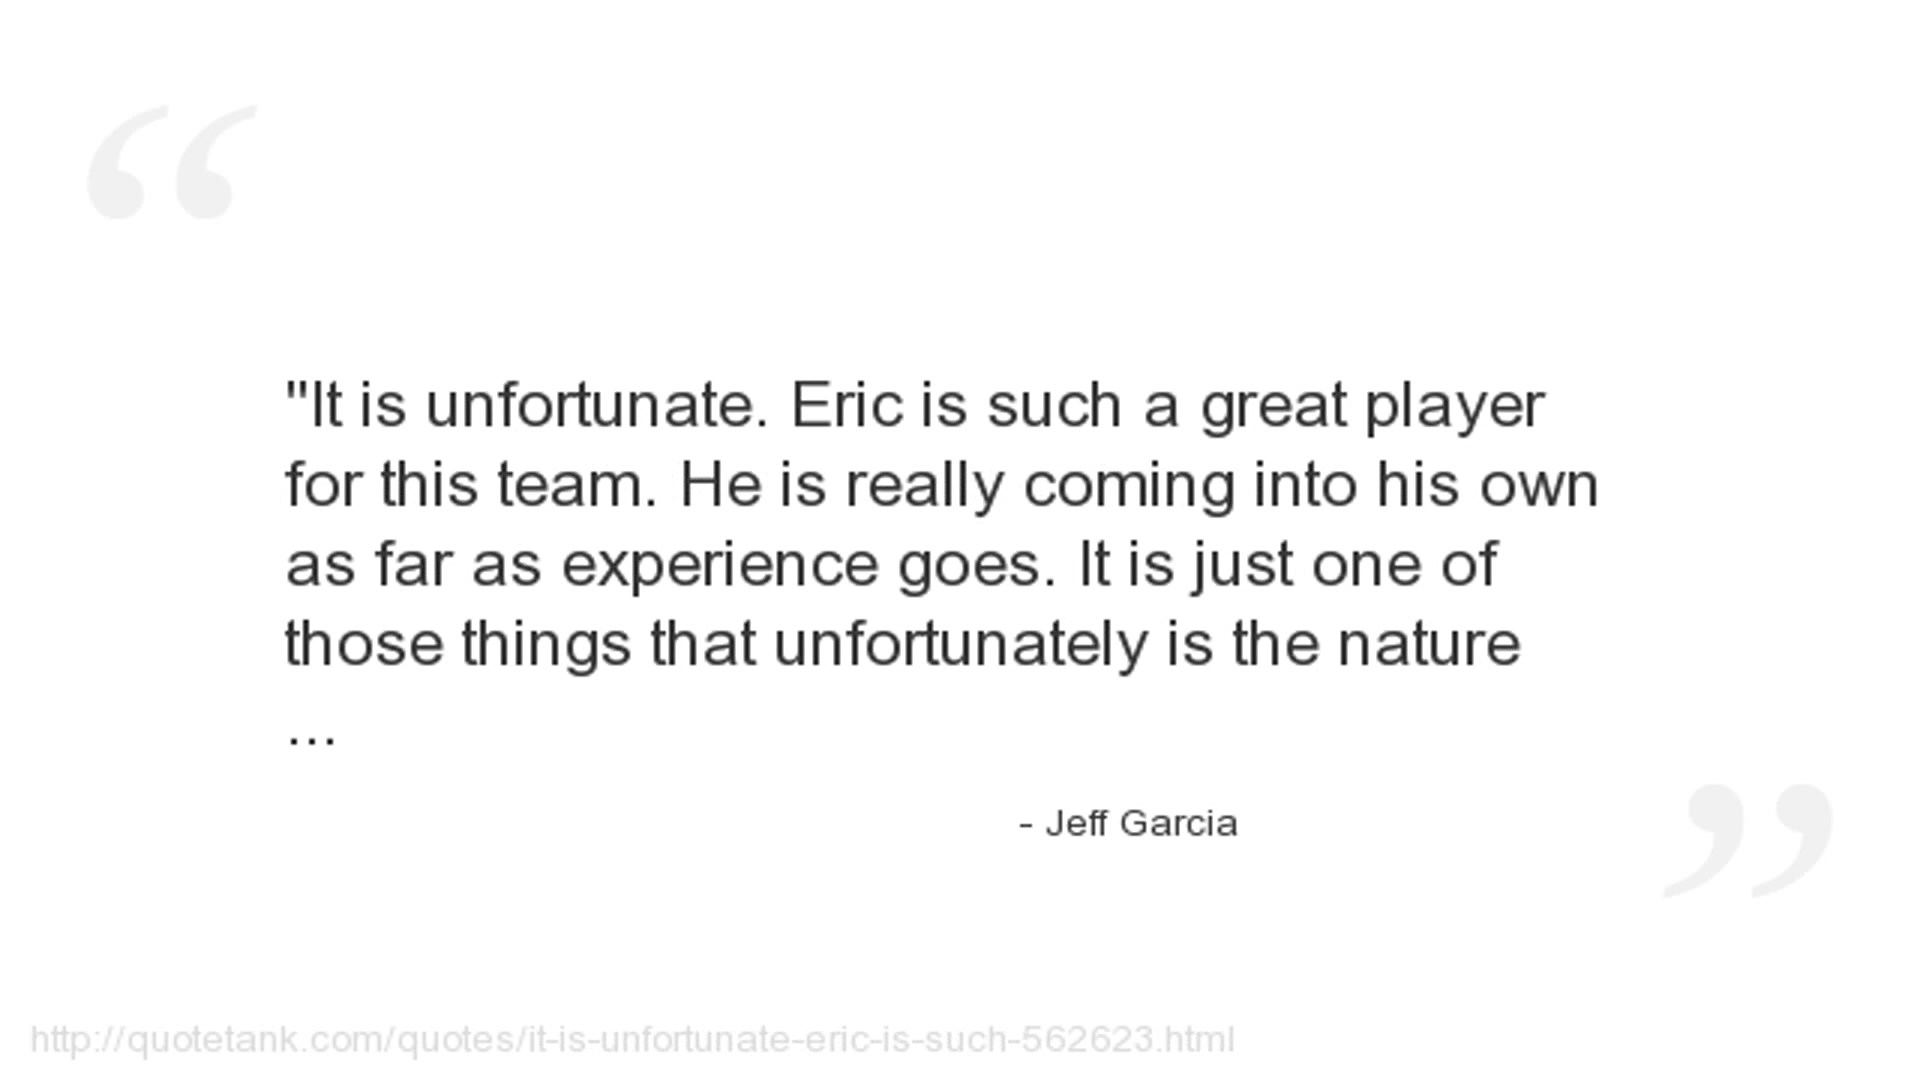 "It is unfortunate. Eric is such a great player
for this team. He is really coming into his own
as far as experience goes. It is just one of
those things that unfortunately is the nature
...
- Jeff Garcia
http://quotetank.com/quotes/it-is-unfortunate-eric-is-such-562623.html